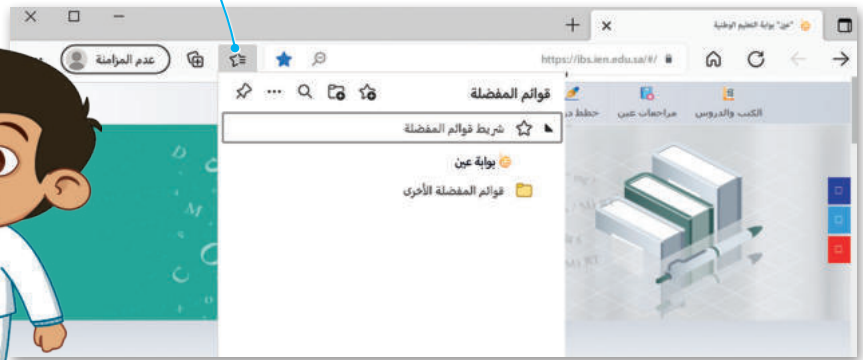 "عين" بوابة التعليم الوطنية
https://ibs.ien.edu.sa/#/
عدم المزامنة
الكتب والدروس
مراجعات عين
خطط
قوائم المفضلة
شريط قوائم المفضلة
بوابة عين
قوائم المفضلة الأخرى